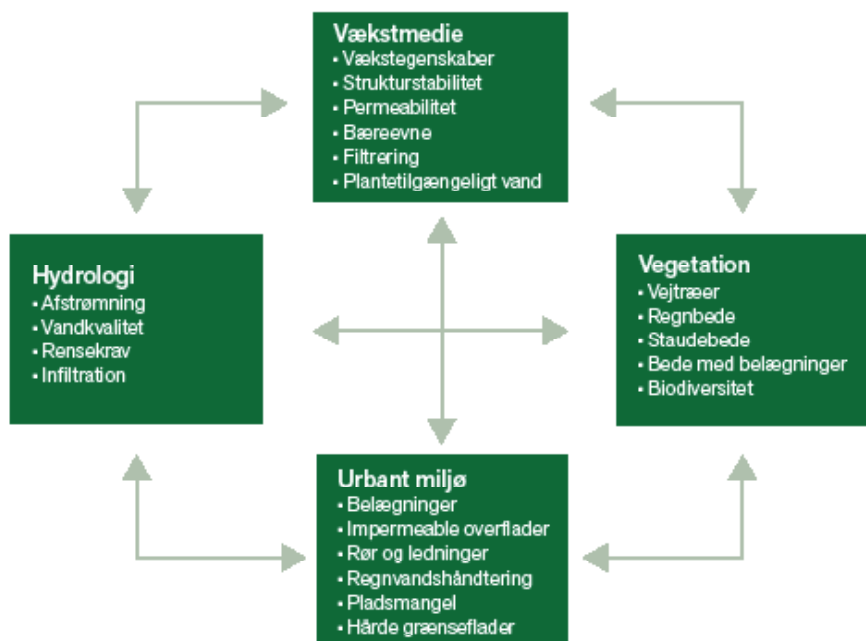 Vækstmedie
▪ Vækstegenskaber
▪ Strukturstabilitet
▪ Permeabilitet
▪ Bæreevne
▪ Filtrering
▪ Plantetilgængeligt vand
Hydrologi
▪ Afstrømning
▪ Vandkvalitet
▪ Rensekrav
▪ Infiltration
Vegetation
▪ Vejtræer
▪ Regnbede
▪ Staudebede
▪ Bede med belægninger
▪ Biodiversitet
Urbant miljø
▪ Belægninger
▪ Impermeable overflader
▪ Rør og ledninger
▪ Regnvandshåndtering
▪ Pladsmangel
▪ Hårde grænseflader